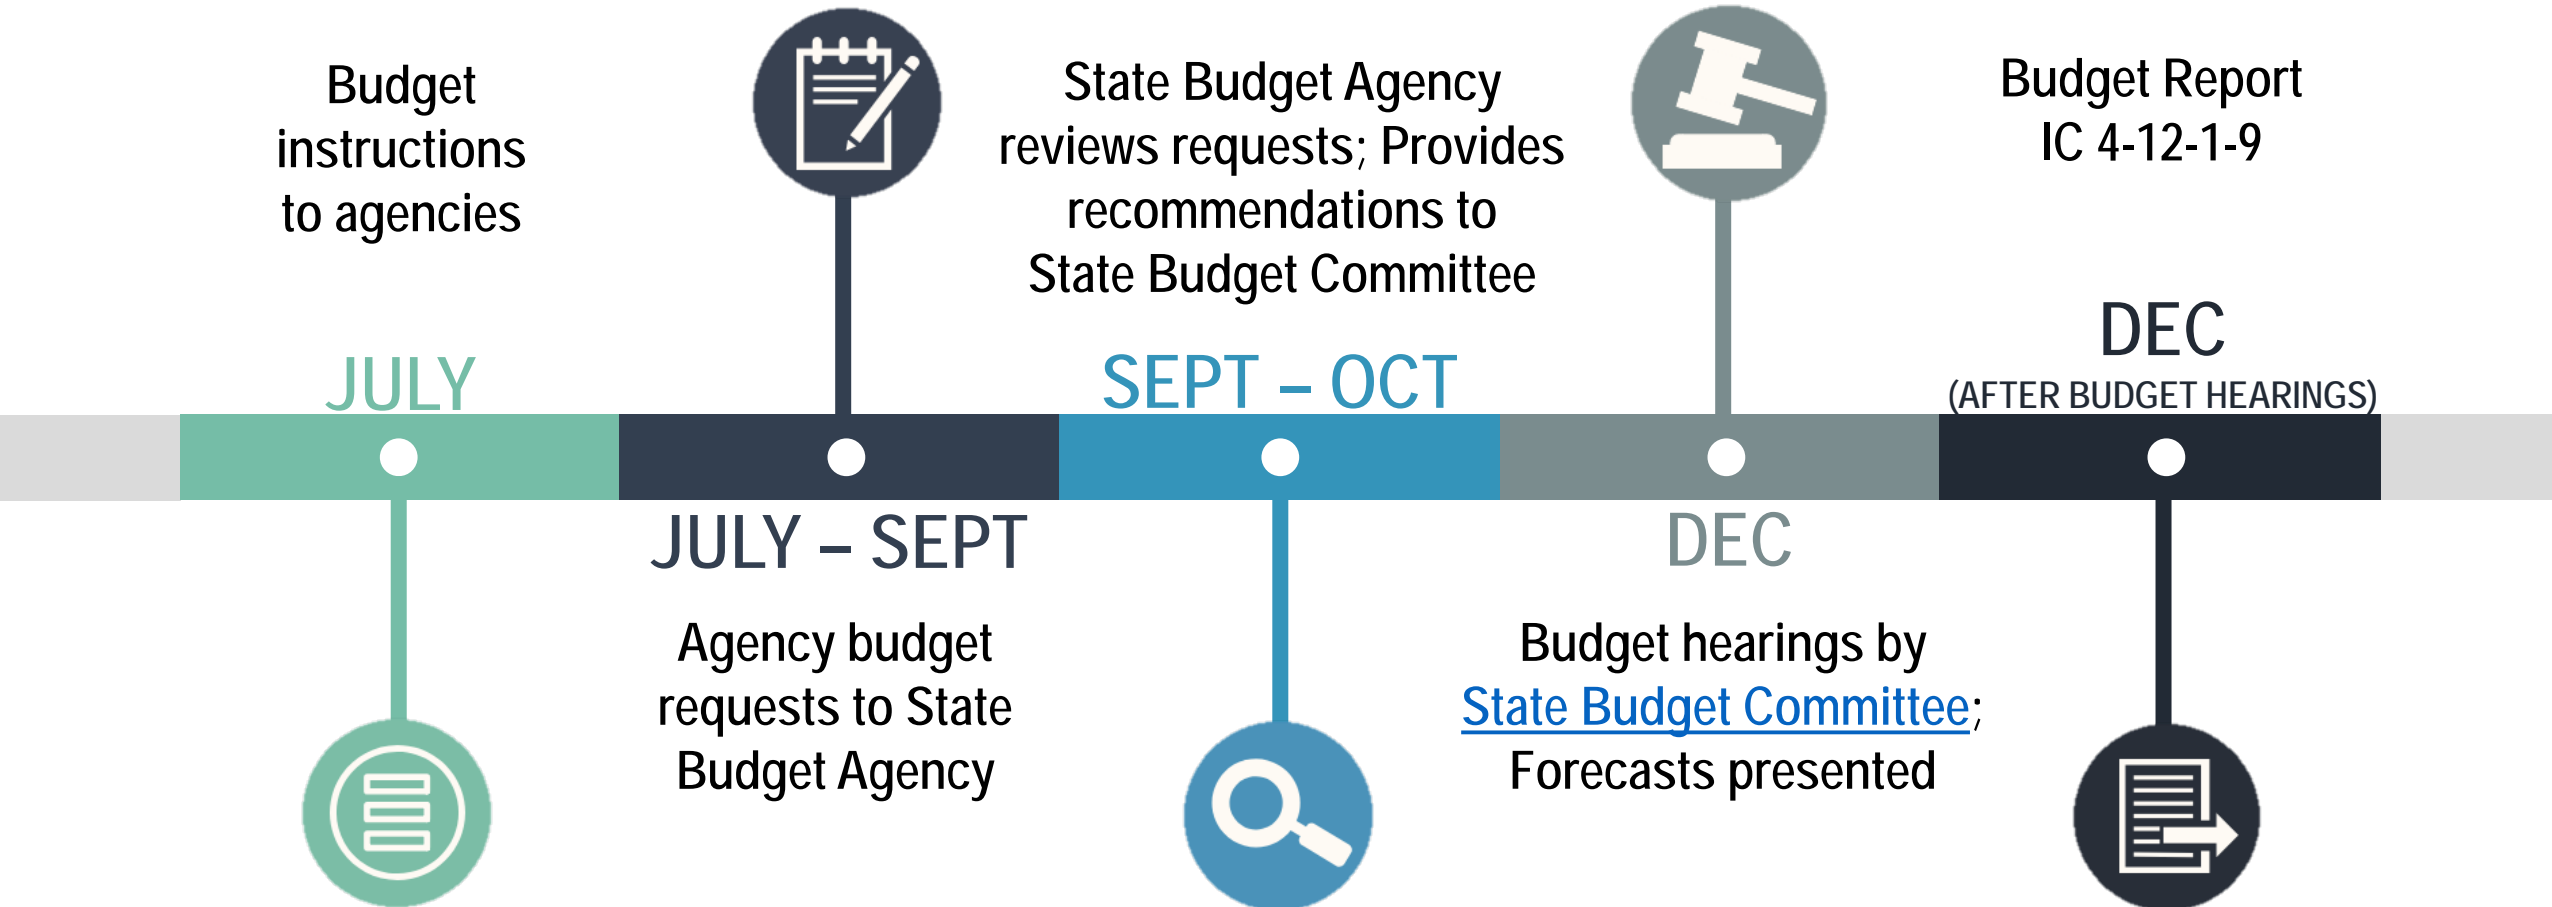 JULY
Budget
instructions
to agencies
JULY – SEPT
Agency budget
requests to State
Budget Agency
SEPT – OCT
State Budget Agency
reviews requests; Provides
recommendations to
State Budget Committee
DEC
Budget hearings by
State Budget Committee;
Forecasts presented
DEC
(AFTER BUDGET HEARINGS)
Budget Report
IC 4-12-1-9